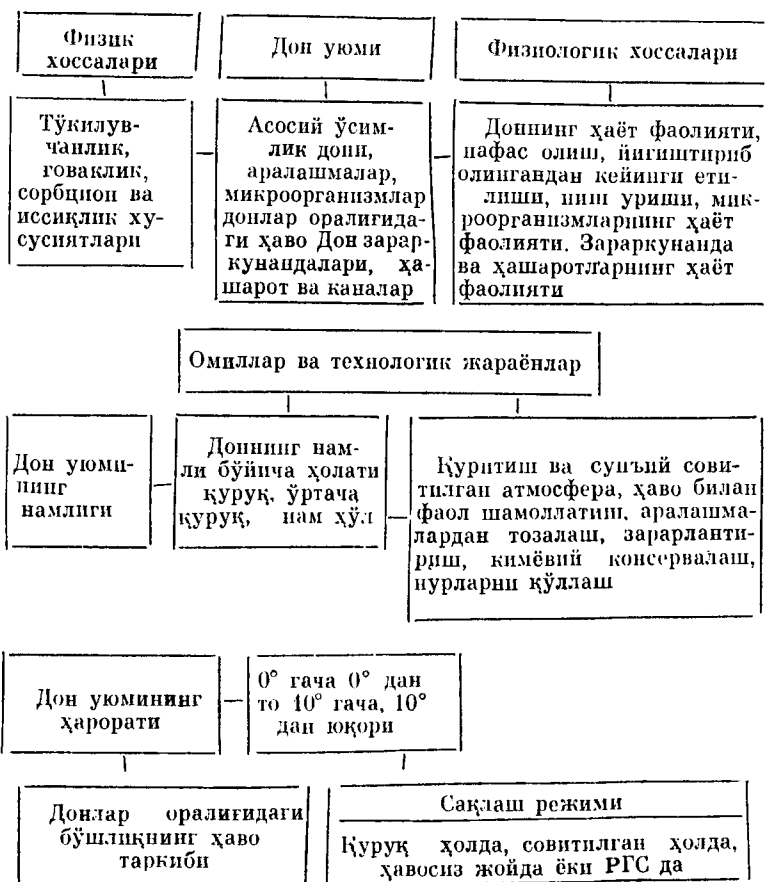 Физик
хоссалари
Дон уюми
Физиологик хоссалари
Тўкилув-
чанлик,
говаклик,
сорбцион ва
иссиқлик ху-
сусиятлари
Асосий ўсим-
лик дони,
аралашмалар,
микроорганизмлар
донлар оралиғида-
ги ҳаво Дон зарар-
кунандалари, ҳа-
шарот ва каналар
Доннинг ҳаёт фаолияти,
нафас олиш, йиғиштириб
олингандан кейинги ети-
лиши, ниш уриши, мик-
роорганизмларнинг ҳаёт
фаолияти. Зараркунанда
ва ҳашаротларнинг ҳаёт
фаолияти
Омиллар ва технологик жараёнлар
Дон уюми-
нинг
намлиги
Доннинг нам-
ли бўйича ҳолати
қуруқ, ўртача
қуруқ, нам ҳўл
Қуритиш ва сунъий сови-
тилган атмосфера, ҳаво билан
фаол шамоллатиш, аралашма-
лардан тозалаш, зарарланти-
риш, кимёвий консервалаш,
нурларни қўллаш
Дон уюмининг
ҳарорати
0° гача 0° дан
то 10° гача, 10°
дан юқори
Донлар оралиғидаги
бўшлиқнинг ҳаво
таркиби
Сақлаш режими
Қуруқ ҳолда, совитилган ҳолда,
ҳавосиз жойда ёки РГС да